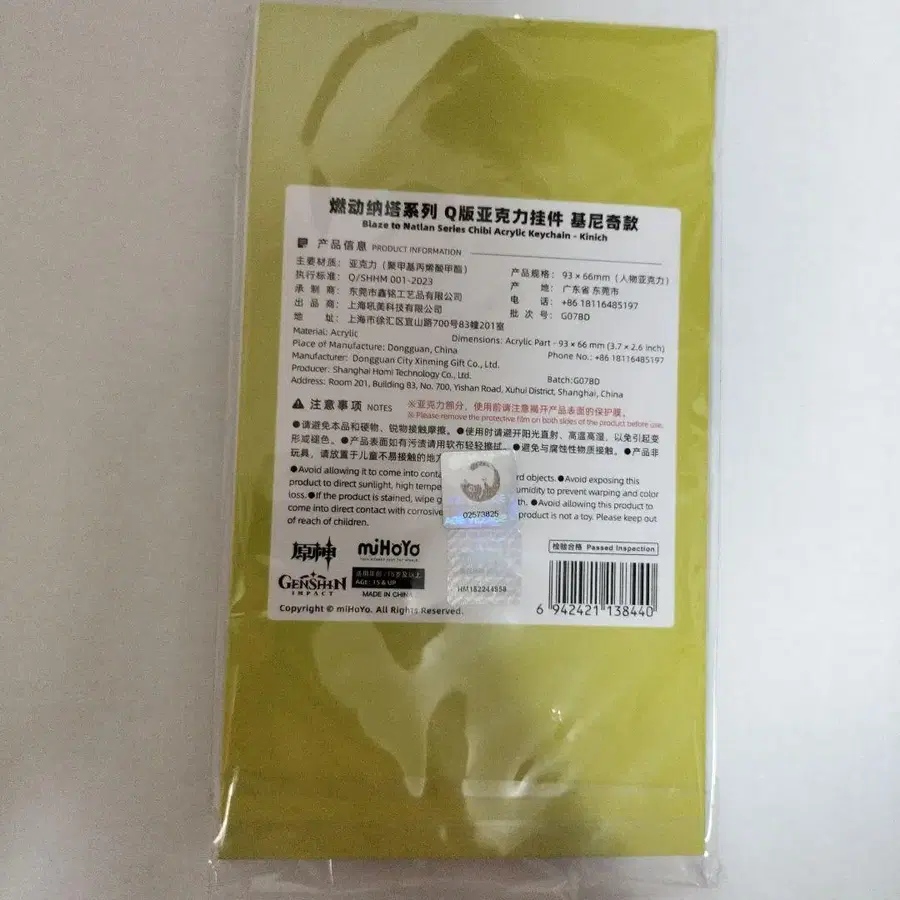 燃动纳塔系列 Q版亚克力挂件 基尼奇款
Blaze to Natlan Series Chibi Acrylic Keychain - Kinich
产品信息 PRODUCT INFORMATION
主要材质：亚克力（聚甲基丙烯酸甲酯）
产品规格：93×66mm（人物亚克力）
执行标准：Q/SHHM 001-2023
产 地：广东省 东莞市
承 制 商：东莞市鑫铭工艺品有限公司
电 话：+86 18116485197
出 品 商：上海吼美科技有限公司
批 次 号：G07BD
地 址：上海市徐汇区宜山路700号83幢201室
Material: Acrylic
Dimensions: Acrylic Part - 93 x 66 mm (3.7 x 2.6 inch)
Place of Manufacture: Dongguan, China
Phone No.: +86 18116485197
Manufacturer: Dongguan City Xinming Gift Co., Ltd.
Producer: Shanghai Homi Technology Co., Ltd.
Batch:G07BD
Address: Room 201, Building 83, No. 700, Yishan Road, Xuhui District, Shanghai, China
注意事项 NOTES
※亚克力部分，使用前请注意揭开产品表面的保护膜。
※ Please remove the protective film on both sides of the product before use.
●请避免本品和硬物、锐物接触摩擦。●使用时请避开阳光直射、高温高湿，以免引起变
形或褪色。●产品表面如有污渍请用软布轻轻擦拭。●避免与腐蚀性物质接触。●产品非
玩具，请放置于儿童不易接触的地方
●Avoid allowing it to come into conta rd objects. ●Avoid exposing this
product to direct sunlight, high tempe umidity to prevent warping and color
loss. ●If the product is stained, wipe g th. ●Avoid allowing this product to
come into direct contact with corrosive product is not a toy. Please keep out
of reach of children.
02573825
原神
miHoYo
检验合格 Passed Inspection
GENSHIN
IMPACT
适用年龄：15岁及以上
AGE: 15 & UP
MADE IN CHINA
HM182244958
6 942421 138440
Copyright © miHoYo. All Rights Reserved.